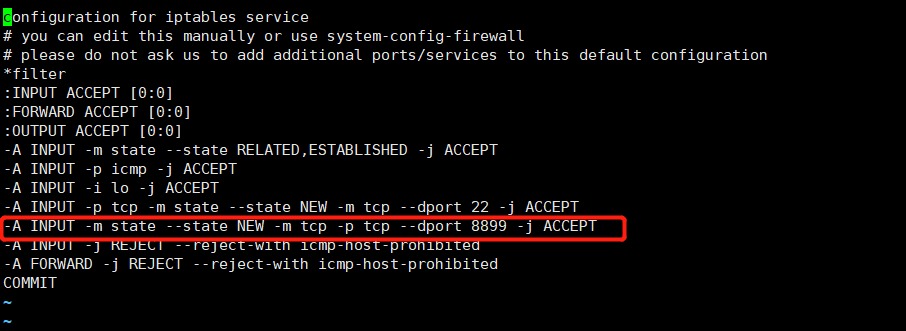 configuration for iptables service
# you can edit this manually or use system-config-firewall
# please do not ask us to add additional ports/services to this default configuration
*filter
:INPUT ACCEPT [0:0]
:FORWARD ACCEPT [0:0]
:OUTPUT ACCEPT [0:0]
-A INPUT -m state --state RELATED,ESTABLISHED -j ACCEPT
-A INPUT -p icmp -j ACCEPT
-A INPUT -i lo -j ACCEPT
-A INPUT -p tcp -m state --state NEW -m tcp --dport 22 -j ACCEPT
-A INPUT -m state --state NEW -m tcp -p tcp --dport 8899 -j ACCEPT
-A INPUT -j REJECT --reject-with icmp-host-prohibited
-A FORWARD -j REJECT --reject-with icmp-host-prohibited
COMMIT
~
~